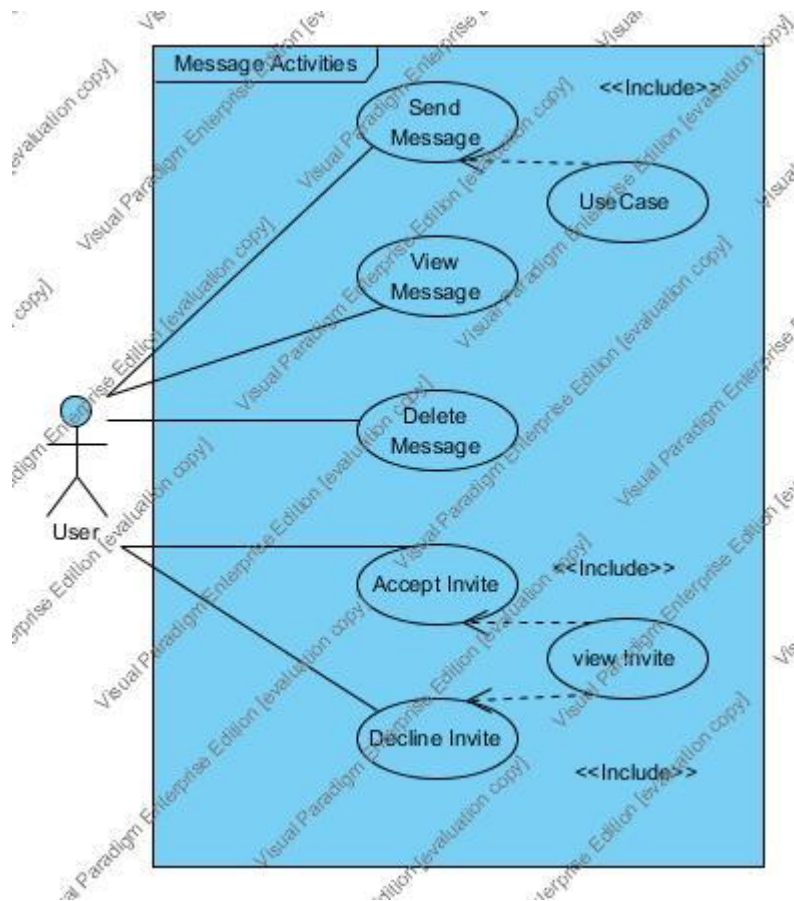 Message Activities
<<Include>>
Send
Message
UseCase
View
Message
Delete
Message
User
Accept Invite
<<Include>>
view Invite
Decline Invite
<<Include>>
Visual Paradigm Enterprise Edition [evaluation copy]